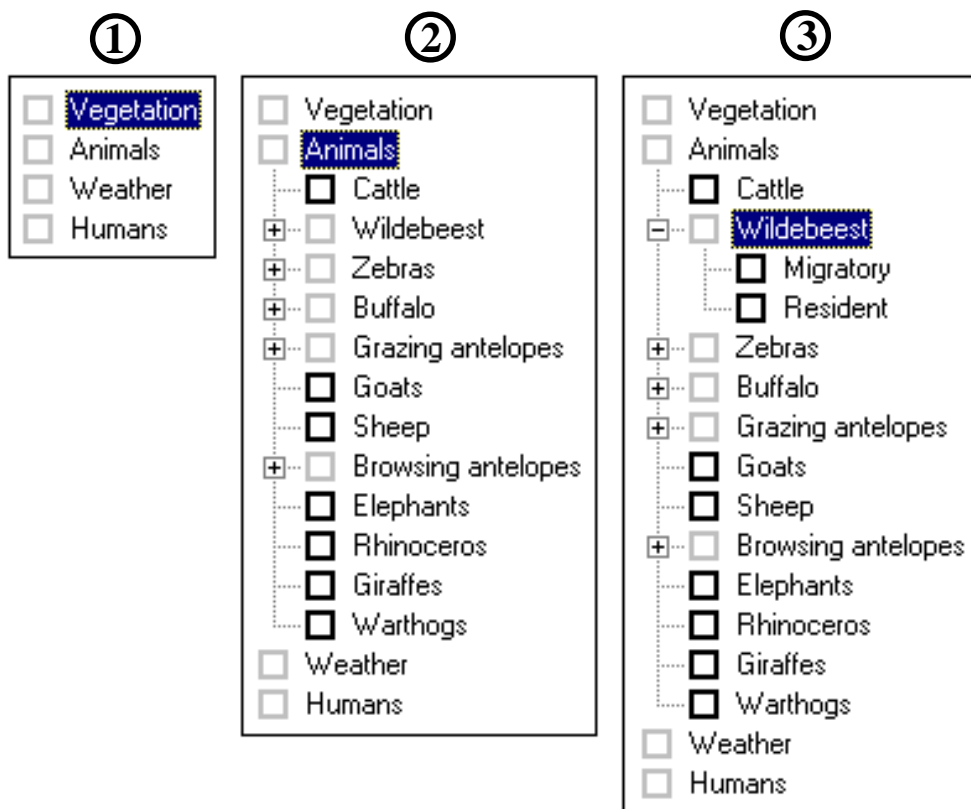 ①
Vegetation
Animals
Weather
Humans
②
Vegetation
Animals
Cattle
Wildebeest
Zebras
Buffalo
Grazing antelopes
Goats
Sheep
Browsing antelopes
Elephants
Rhinoceros
Giraffes
Warthogs
Weather
Humans
③
Vegetation
Animals
Cattle
Wildebeest
Migratory
Resident
Zebras
Buffalo
Grazing antelopes
Goats
Sheep
Browsing antelopes
Elephants
Rhinoceros
Giraffes
Warthogs
Weather
Humans